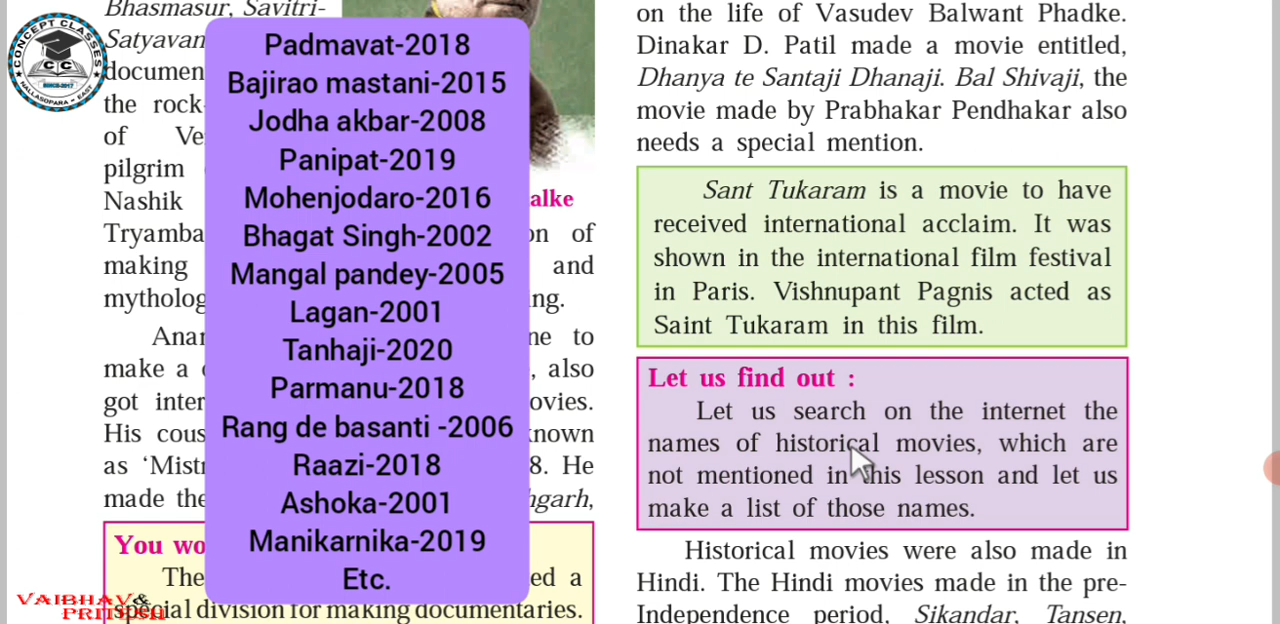 CONCEPT CLASSES
CC
SINCE-2017
NALLASOPARA - EAST
Bhasmasur, Savitri-
Satyavan
documen
the rock-
of Ve
pilgrim
Nashik
Tryamba
making
mytholog
Anan
make a
got inter
His cous
as ‘Mistr
made the
alke
on of
and
ing.
ne to
, also
ovies.
known
8. He
hgarh,
You wo
The ed a
special division for making documentaries.
VAIBHAV &
PRITESH
Padmavat-2018
Bajirao mastani-2015
Jodha akbar-2008
Panipat-2019
Mohenjodaro-2016
Bhagat Singh-2002
Mangal pandey-2005
Lagan-2001
Tanhaji-2020
Parmanu-2018
Rang de basanti -2006
Raazi-2018
Ashoka-2001
Manikarnika-2019
Etc.
on the life of Vasudev Balwant Phadke.
Dinakar D. Patil made a movie entitled,
Dhanya te Santaji Dhanaji. Bal Shivaji, the
movie made by Prabhakar Pendhakar also
needs a special mention.
Sant Tukaram is a movie to have
received international acclaim. It was
shown in the international film festival
in Paris. Vishnupant Pagnis acted as
Saint Tukaram in this film.
Let us find out :
Let us search on the internet the
names of historical movies, which are
not mentioned in this lesson and let us
make a list of those names.
Historical movies were also made in
Hindi. The Hindi movies made in the pre-
Independence period, Sikandar, Tansen,